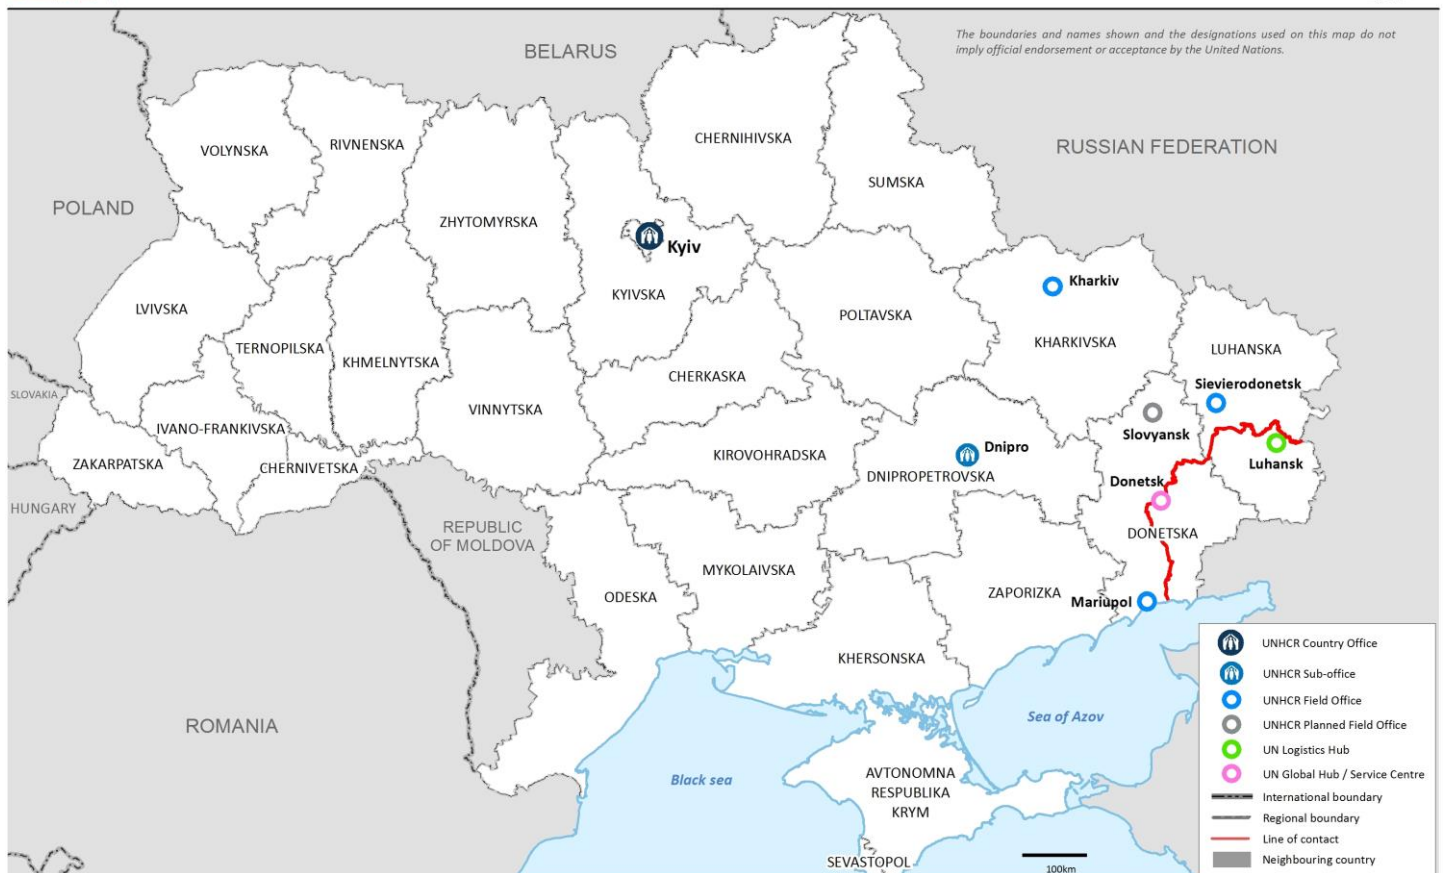 The boundaries and names shown and the designations used on this map do not
imply official endorsement or acceptance by the United Nations.
BELARUS
RUSSIAN FEDERATION
POLAND
VOLYNSKA
RIVNENSKA
CHERNIHIVSKA
SUMSKA
ZHYTOMYRSKA
Kyiv
KYIVSKA
Kharkiv
LVIVSKA
POLTAVSKA
KHARKIVSKA
LUHANSKA
TERNOPILSKA
KHMELNYTSKA
CHERKASKA
Sievierodonetsk
SLOVAKIA
VINNYTSKA
IVANO-FRANKIVSKA
Slovyansk
ZAKARPATSKA
CHERNIVETSKA
KIROVOHRADSKA
Dnipro
DNIPROPETROVSKA
Luhansk
Donetsk
HUNGARY
REPUBLIC
OF MOLDOVA
DONETSKA
ODESKA
MYKOLAIVSKA
ZAPORIZKA
Mariupol
KHERSONSKA
ROMANIA
Sea of Azov
Black sea
AVTONOMNA
RESPUBLIKA
KRYM
SEVASTOPOL
100km
UNHCR Country Office
UNHCR Sub-office
UNHCR Field Office
UNHCR Planned Field Office
UN Logistics Hub
UN Global Hub / Service Centre
International boundary
Regional boundary
Line of contact
Neighbouring country